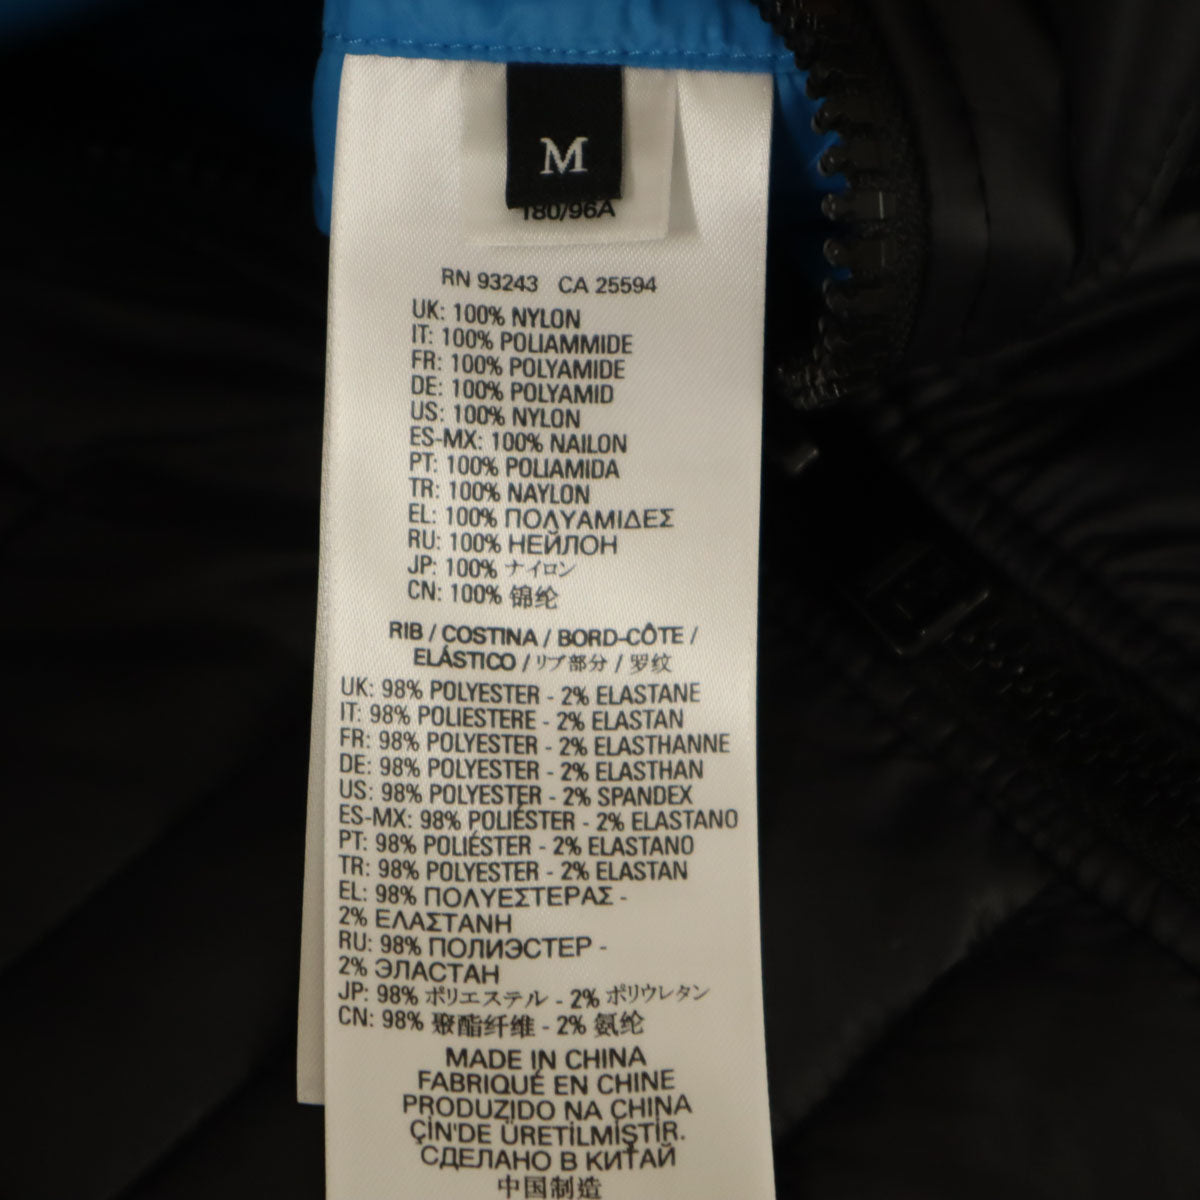 M
180/96A
RN 93243 CA 25594
UK: 100% NYLON
IT: 100% POLIAMMIDE
FR: 100% POLYAMIDE
DE: 100% POLYAMID
US: 100% NYLON
ES-MX: 100% NAILON
PT: 100% POLIAMIDA
TR: 100% NAYLON
EL: 100% ΠΟΛΥΑΜΙΔΕΣ
RU: 100% НЕЙЛОН
JP: 100% ナイロン
CN: 100% 锦纶
RIB / COSTINA / BORD-CÔTE /
ELÁSTICO / リブ部分 / 罗纹
UK: 98% POLYESTER - 2% ELASTANE
IT: 98% POLIESTERE - 2% ELASTAN
FR: 98% POLYESTER - 2% ELASTHANNE
DE: 98% POLYESTER - 2% ELASTHAN
US: 98% POLYESTER - 2% SPANDEX
ES-MX: 98% POLIÉSTER - 2% ELASTANO
PT: 98% POLIÉSTER - 2% ELASTANO
TR: 98% POLYESTER - 2% ELASTAN
EL: 98% ΠΟΛΥΕΣΤΕΡΑΣ -
2% ΕΛΑΣΤΑΝΗ
RU: 98% ПОЛИЭСТЕР -
2% ЭЛАСТАН
JP: 98% ポリエステル - 2% ポリウレタン
CN: 98% 聚酯纤维 - 2% 氨纶
MADE IN CHINA
FABRIQUÉ EN CHINE
PRODUZIDO NA CHINA
ÇİN'DE ÜRETİLMİŞTİR.
СДЕЛАНО В КИТАЙ
中国制造